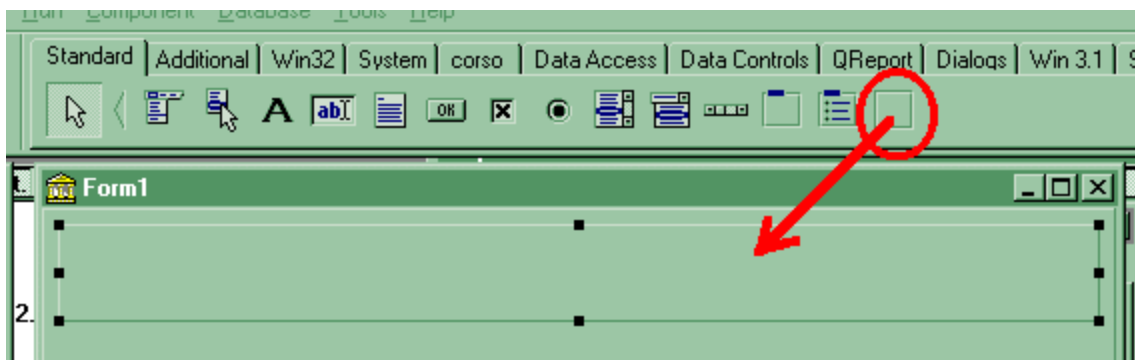 Run Component Database Tools Help
Standard Additional Win32 System corso Data Access Data Controls QReport Dialogs Win 3.1 S
A ab OK
Form1
t.
2.